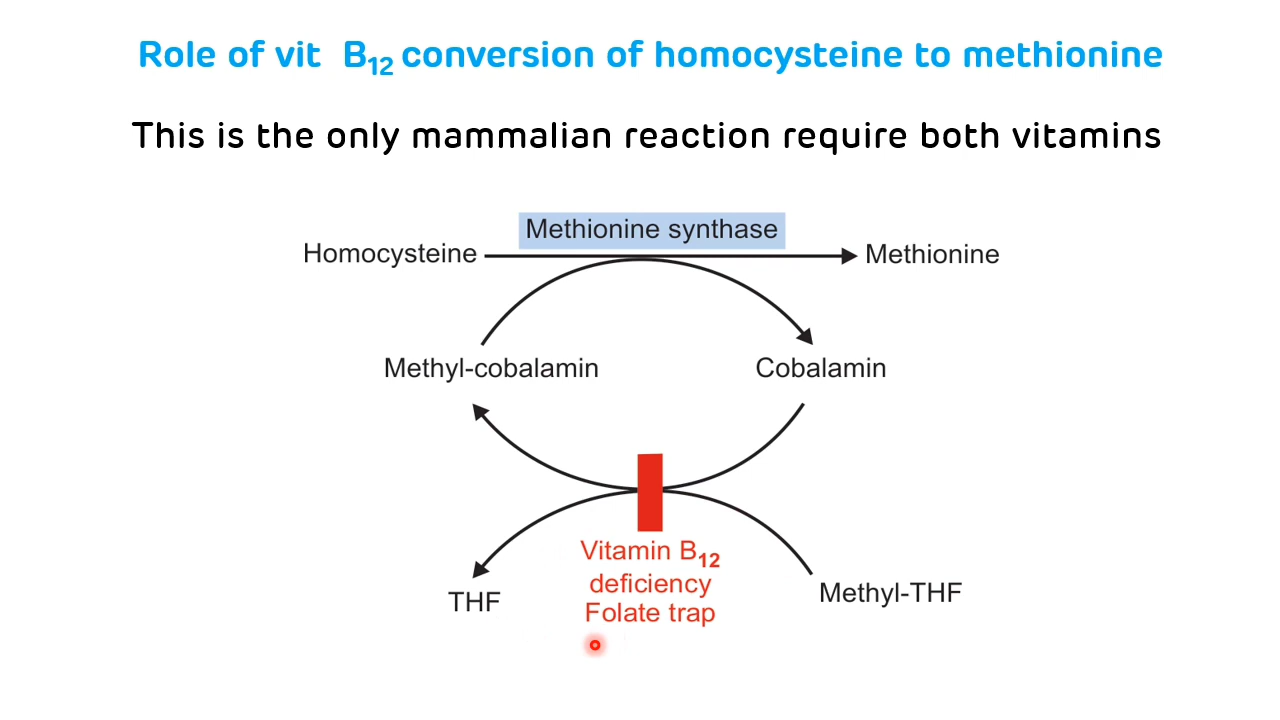 Role of vit B12 conversion of homocysteine to methionine
This is the only mammalian reaction require both vitamins
Methionine synthase
Homocysteine
Methionine
Methyl-cobalamin
Cobalamin
Vitamin B12
deficiency
Folate trap
THF
Methyl-THF